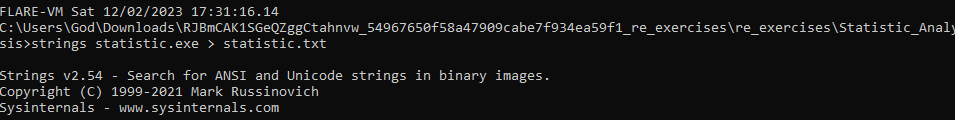 FLARE-VM Sat 12/02/2023 17:31:16.14
C:\Users\God\Downloads\RJBmCAK1SGeQZggCtahnvw_54967650f58a47909cabe7f934ea59f1_re_exercises\re_exercises\Statistic_Analy
sis>strings statistic.exe > statistic.txt
Strings v2.54 - Search for ANSI and Unicode strings in binary images.
Copyright (C) 1999-2021 Mark Russinovich
Sysinternals - www.sysinternals.com